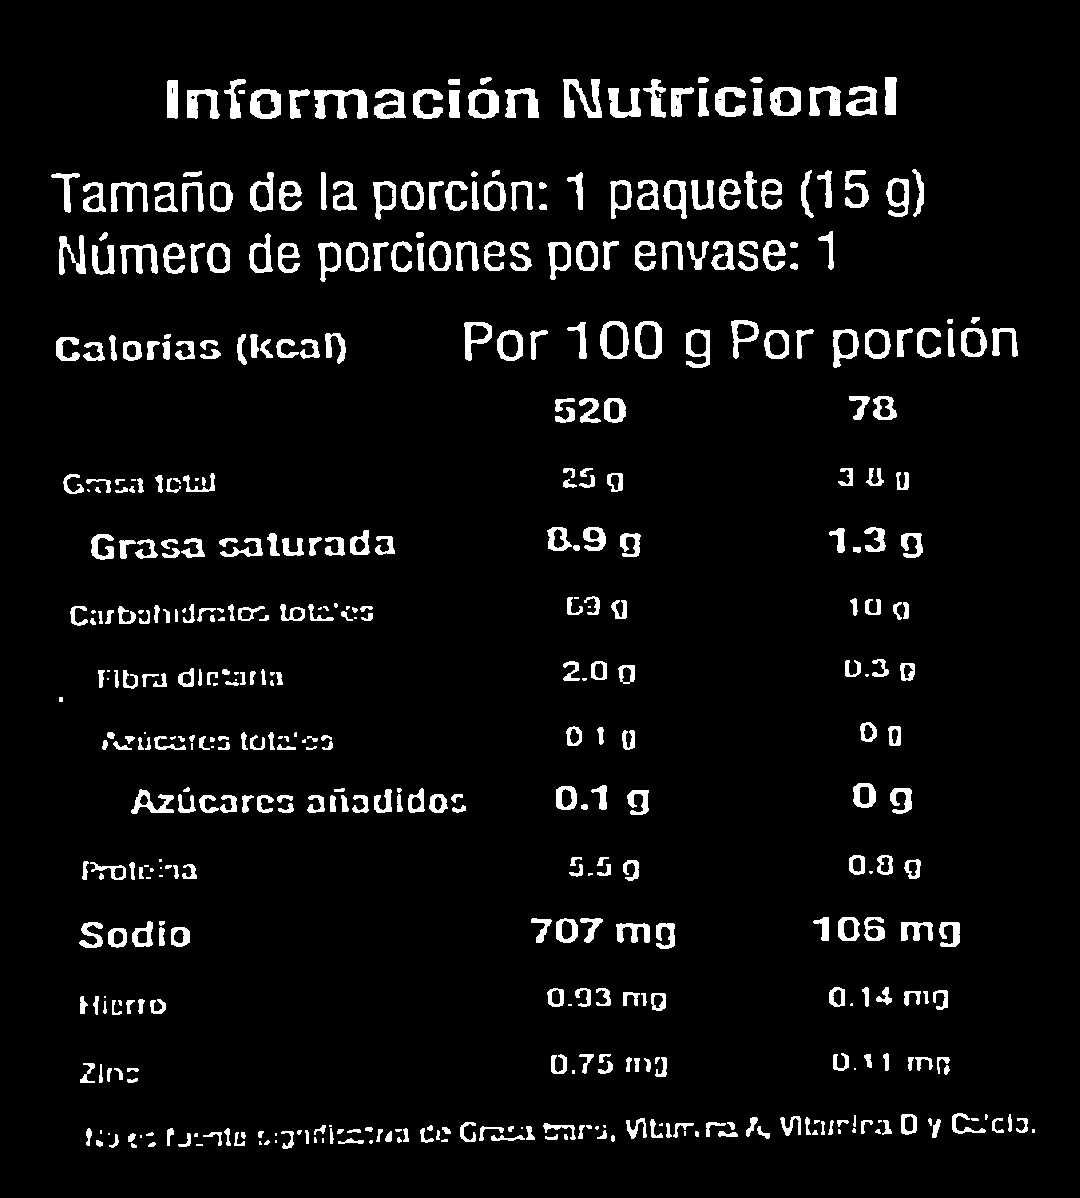 Información Nutricional
Tamaño de la porción: 1 paquete (15 g)
Número de porciones por envase: 1
Calorías (kcal) Por 100 g Por porción
520 78
Grasa total 25 g 3.8 g
Grasa saturada 8.9 g 1.3 g
Carbohidratos totales g 10 g
Fibra dietaria 2.0 g 0.3 g
Azúcares totales 0.1 g 0 g
Azúcares añadidos 0.1 g 0 g
Proteína 5.5 g 0.8 g
Sodio 707 mg 106 mg
Hierro 0.93 mg 0.14 mg
Zinc 0.75 mg 0.11 mg
No es fuente significativa de Grasa trans, Vitamina A, Vitamina D y Calcio.